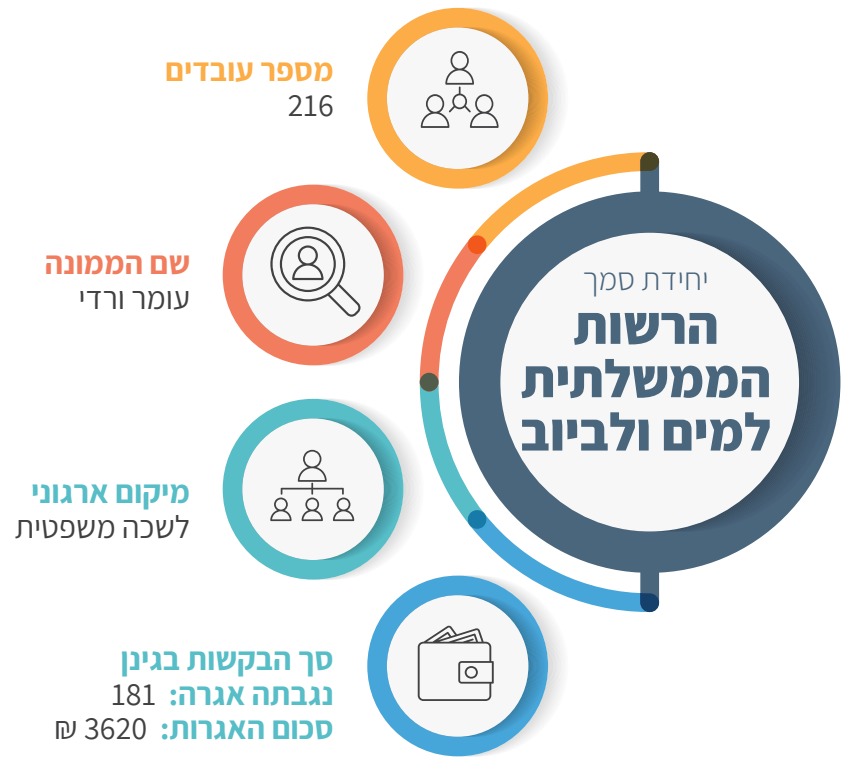 יחידת סמך
הרשות
הממשלתית
למים ולביוב
מספר עובדים
216
שם הממונה
עומר ורדי
מיקום ארגוני
לשכה משפטית
סך הבקשות בגינן
נגבתה אגרה: 181
סכום האגרות: 3620 ₪